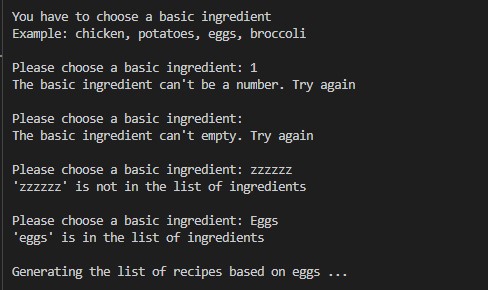 You have to choose a basic ingredient
Example: chicken, potatoes, eggs, broccoli
Please choose a basic ingredient: 1
The basic ingredient can't be a number. Try again
Please choose a basic ingredient:
The basic ingredient can't empty. Try again
Please choose a basic ingredient: zzzzzz
'zzzzzz' is not in the list of ingredients
Please choose a basic ingredient: Eggs
'eggs' is in the list of ingredients
Generating the list of recipes based on eggs ...